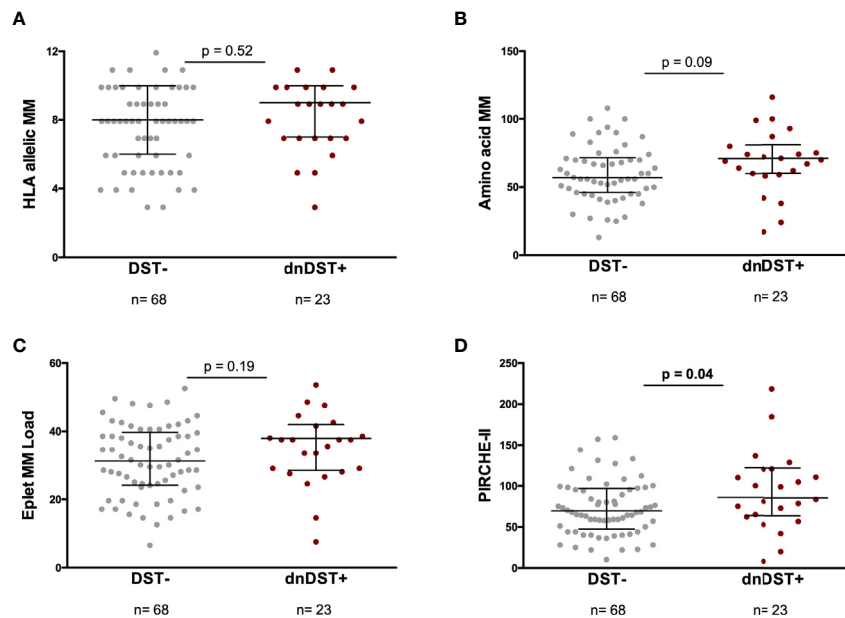 A
HLA allelic MM
12
8
4
0
p = 0.52
DST-
dnDST+
n= 68
n= 23
B
Amino acid MM
150
100
50
0
p = 0.09
DST-
dnDST+
n= 68
n= 23
C
Eplet MM Load
60
40
20
0
p = 0.19
DST-
dnDST+
n= 68
n= 23
D
PIRCHE-II
250
200
150
100
50
0
p = 0.04
DST-
dnDST+
n= 68
n= 23